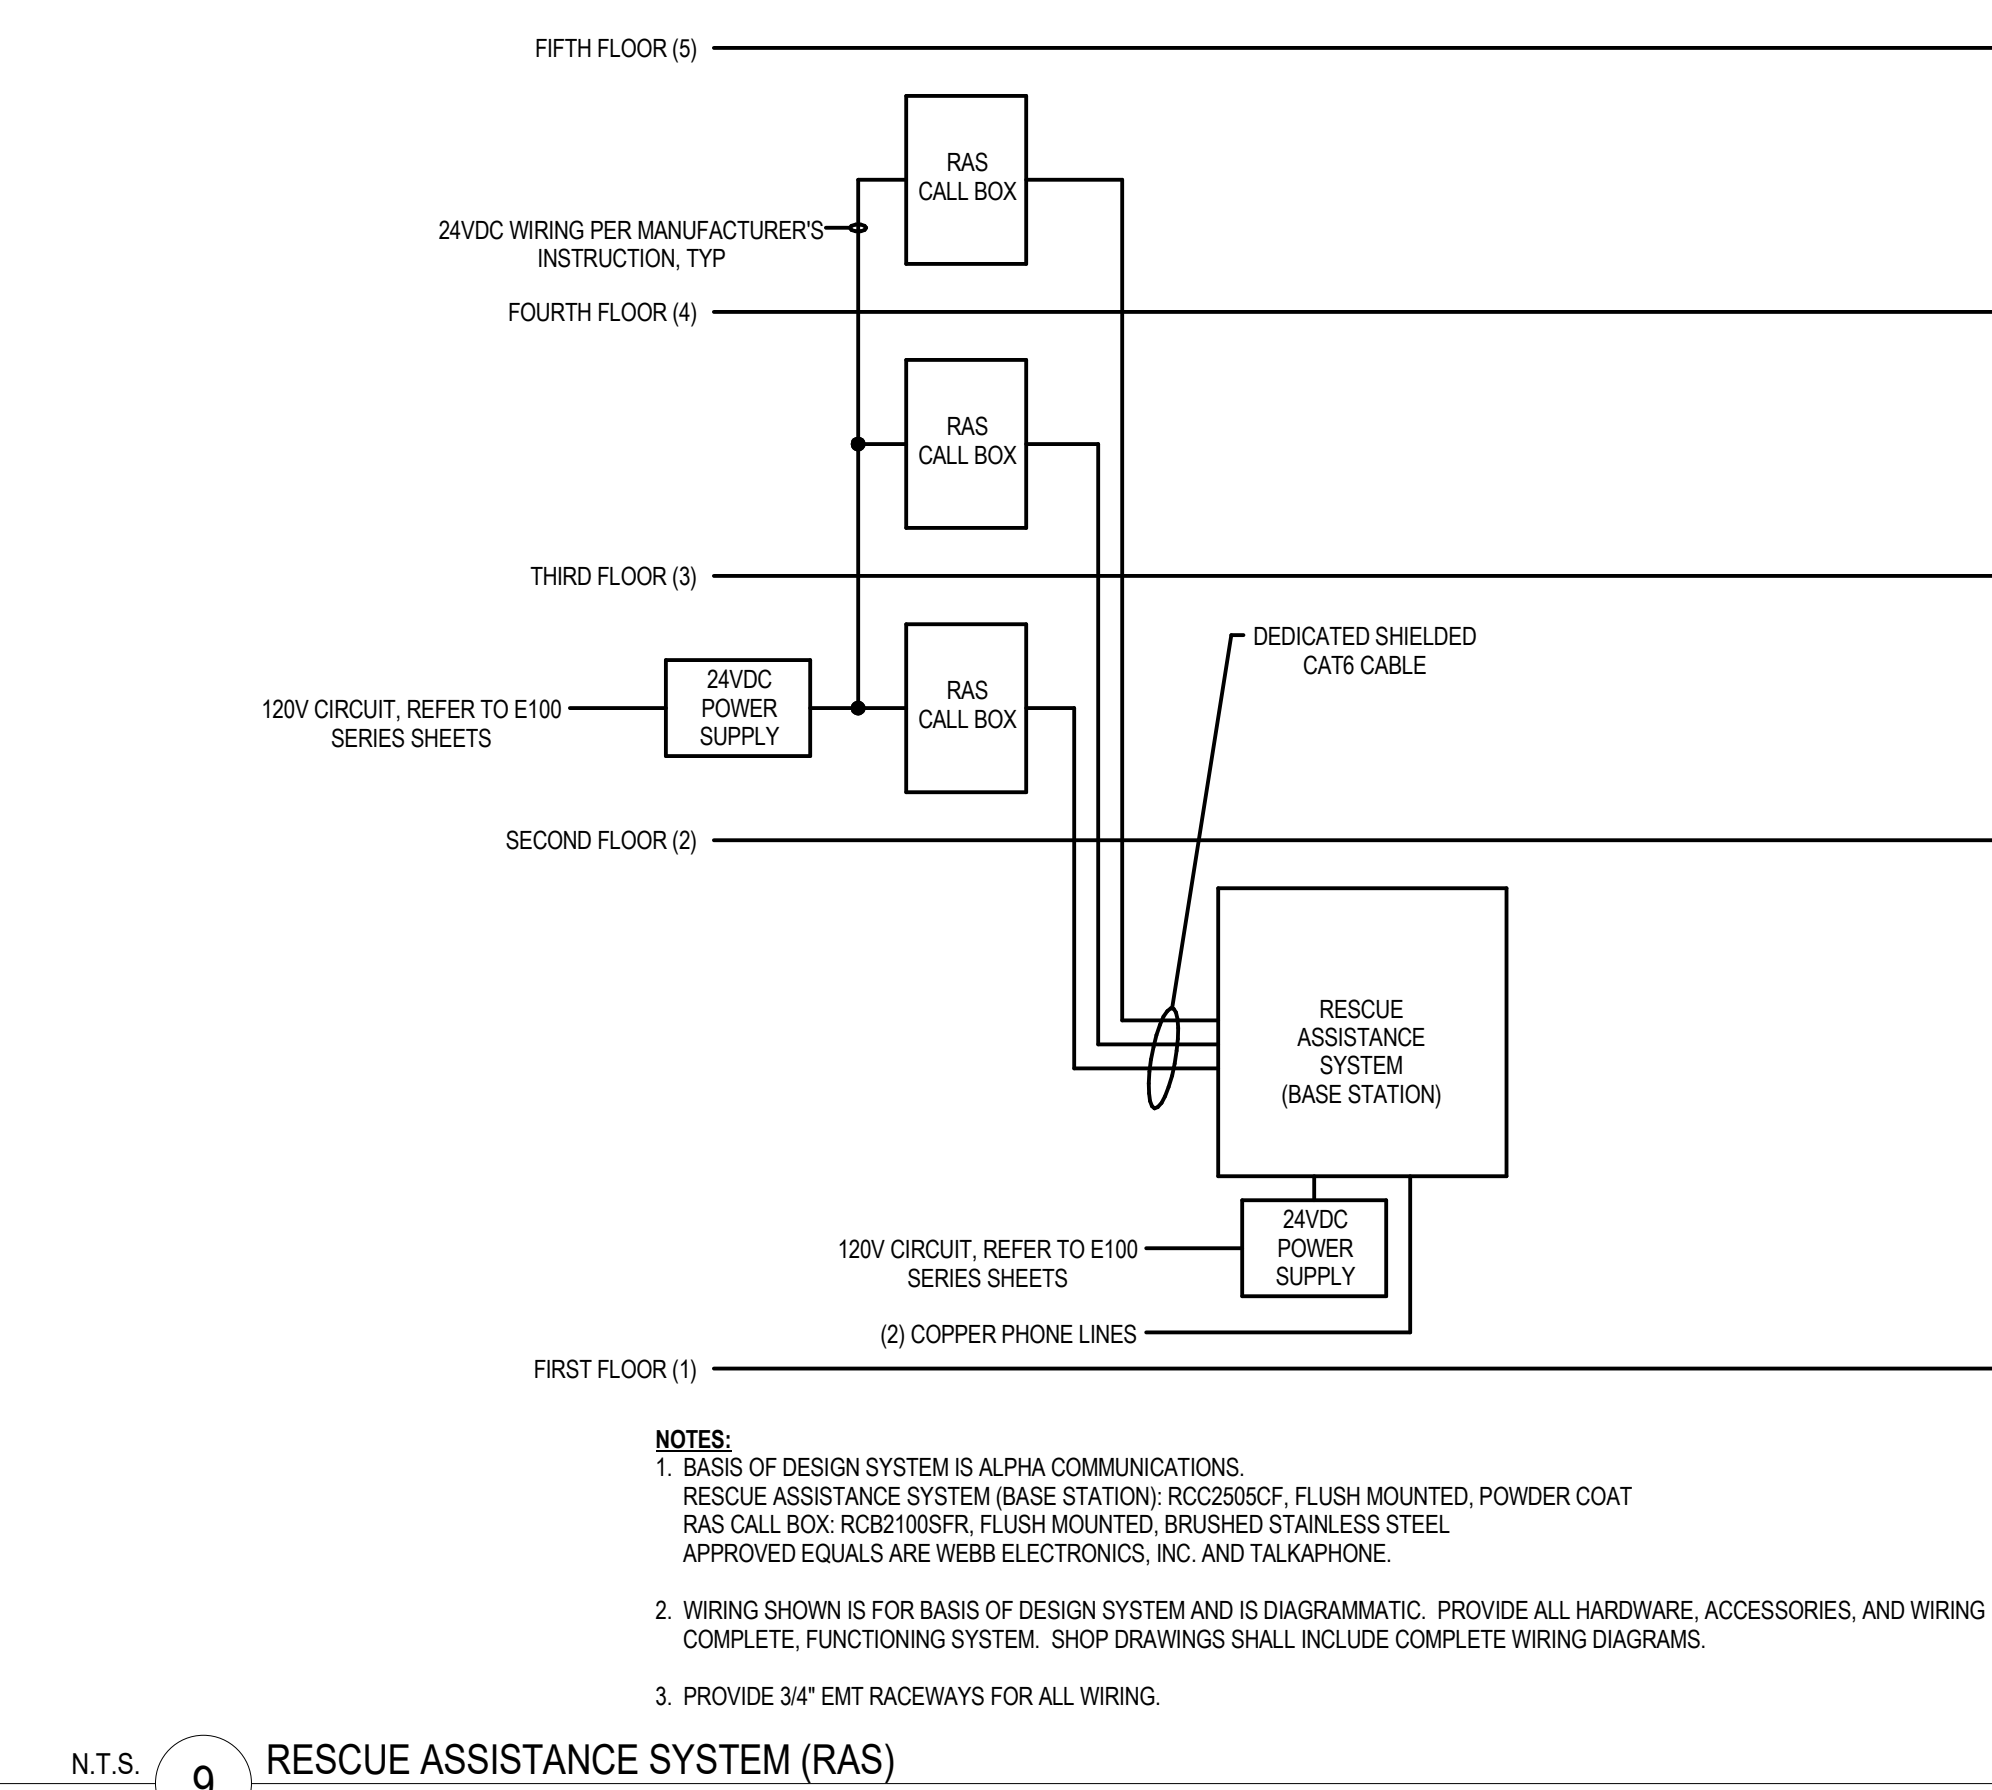 FIFTH FLOOR (5)
RAS
CALL BOX
24VDC WIRING PER MANUFACTURER'S
INSTRUCTION, TYP
FOURTH FLOOR (4)
RAS
CALL BOX
THIRD FLOOR (3)
DEDICATED SHIELDED
CAT6 CABLE
24VDC
POWER
SUPPLY
RAS
CALL BOX
120V CIRCUIT, REFER TO E100
SERIES SHEETS
SECOND FLOOR (2)
RESCUE
ASSISTANCE
SYSTEM
(BASE STATION)
24VDC
POWER
SUPPLY
120V CIRCUIT, REFER TO E100
SERIES SHEETS
(2) COPPER PHONE LINES
FIRST FLOOR (1)
NOTES:
1. BASIS OF DESIGN SYSTEM IS ALPHA COMMUNICATIONS.
RESCUE ASSISTANCE SYSTEM (BASE STATION): RCC2505CF, FLUSH MOUNTED, POWDER COAT
RAS CALL BOX: RCB2100SFR, FLUSH MOUNTED, BRUSHED STAINLESS STEEL
APPROVED EQUALS ARE WEBB ELECTRONICS, INC. AND TALKAPHONE.
2. WIRING SHOWN IS FOR BASIS OF DESIGN SYSTEM AND IS DIAGRAMMATIC. PROVIDE ALL HARDWARE, ACCESSORIES, AND WIRING
COMPLETE, FUNCTIONING SYSTEM. SHOP DRAWINGS SHALL INCLUDE COMPLETE WIRING DIAGRAMS.
3. PROVIDE 3/4" EMT RACEWAYS FOR ALL WIRING.
N.T.S. 9 RESCUE ASSISTANCE SYSTEM (RAS)